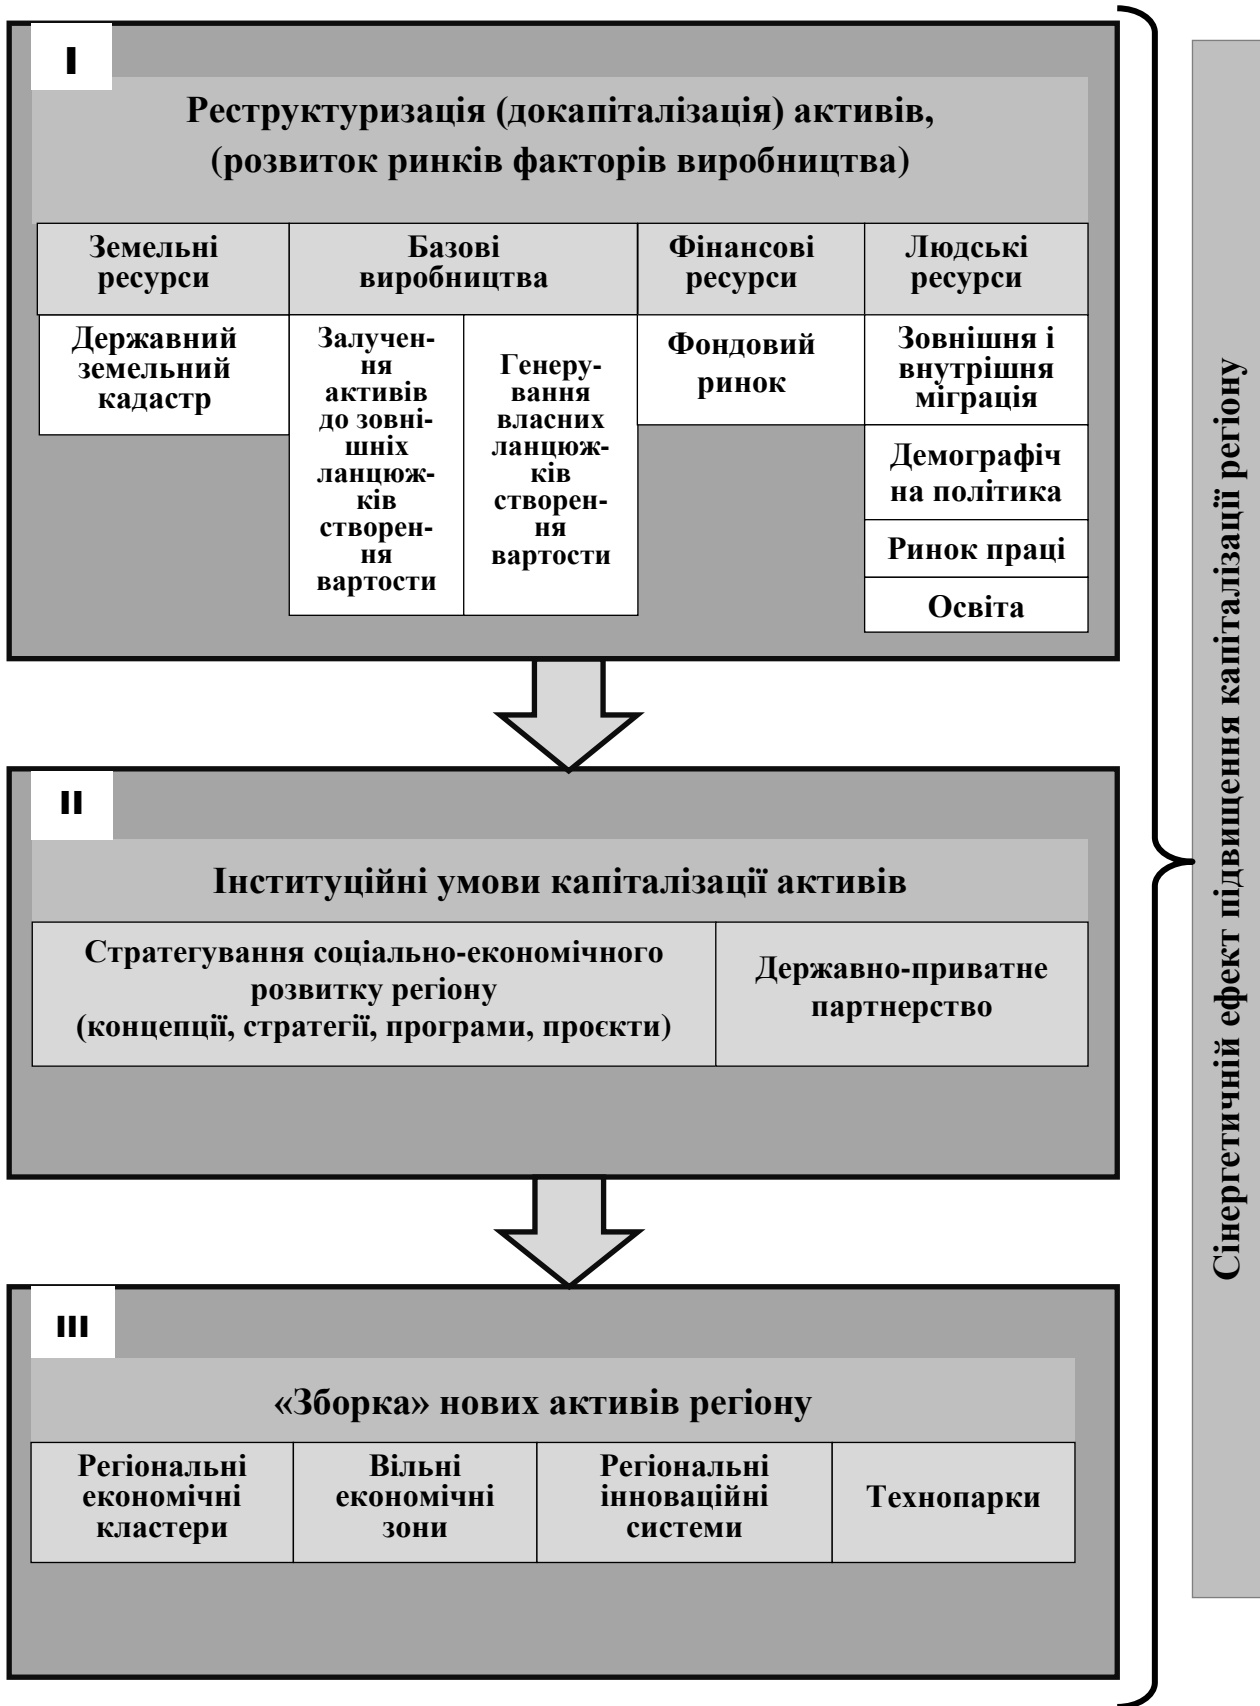 I
Реструктуризація (докапіталізація) активів,
(розвиток ринків факторів виробництва)
Земельні
ресурси
Базові
виробництва
Фінансові
ресурси
Людські
ресурси
Державний
земельний
кадастр
Залучен-
ня
активів
до зовні-
шніх
ланцюж-
ків
створен-
ня
вартости
Генеру-
вання
власних
ланцюж-
ків
створен-
ня
вартости
Фондовий
ринок
Зовнішня і
внутрішня
міграція
Демографіч
на політика
Ринок праці
Освіта
II
Інституційні умови капіталізації активів
Стратегування соціально-економічного
розвитку регіону
(концепції, стратегії, програми, проєкти)
Державно-приватне
партнерство
III
«Зборка» нових активів регіону
Регіональні
економічні
кластери
Вільні
економічні
зони
Регіональні
інноваційні
системи
Технопарки
Сінергетичній ефект підвищення капіталізації регіону